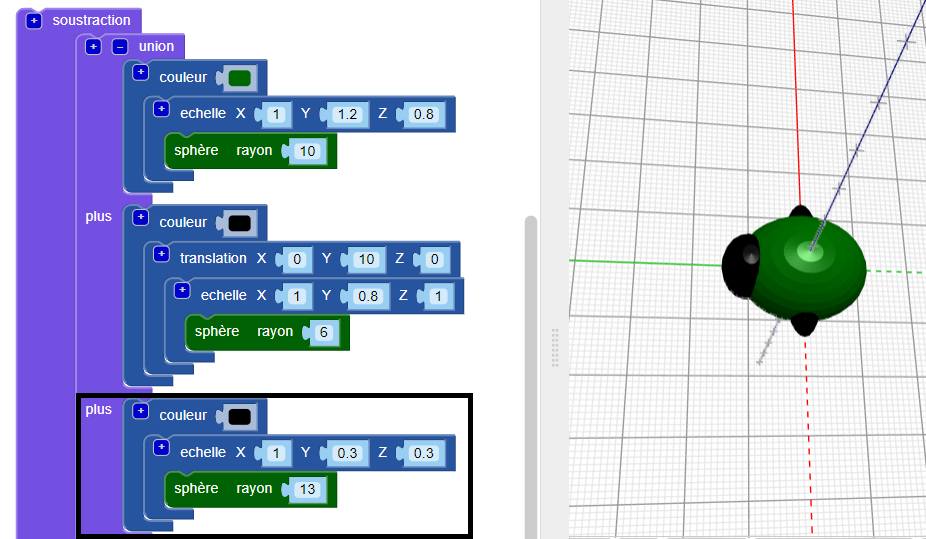 soustraction
union
couleur
echelle X 1 Y 1.2 Z 0.8
sphère rayon 10
plus couleur
translation X 0 Y 10 Z 0
echelle X 1 Y 0.8 Z 1
sphère rayon 6
plus couleur
echelle X 1 Y 0.3 Z 0.3
sphère rayon 13